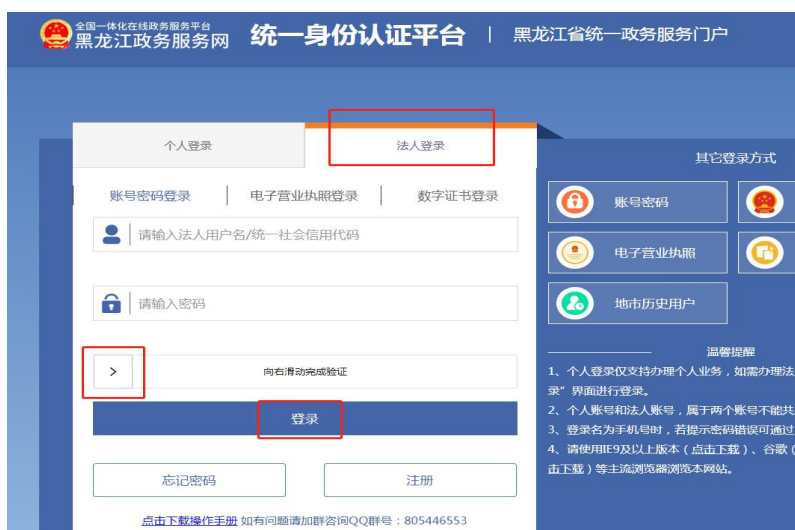 全国一体化在线政务服务平台
黑龙江政务服务网 统一身份认证平台 | 黑龙江省统一政务服务门户
个人登录 法人登录
账号密码登录 | 电子营业执照登录 | 数字证书登录
请输入法人用户名/统一社会信用代码
请输入密码
> 向右滑动完成验证
登录
忘记密码 注册
点击下载操作手册 如有问题请加群咨询QQ群号：805446553
其它登录方式
账号密码
电子营业执照
地市历史用户
温馨提醒
1、个人登录仅支持办理个人业务，如需办理法
录”界面进行登录。
2、个人账号和法人账号，属于两个账号不能共
3、登录名为手机号时，若提示密码错误可通过
4、请使用IE9及以上版本（点击下载）、谷歌（
击下载）等主流浏览器浏览本网站。